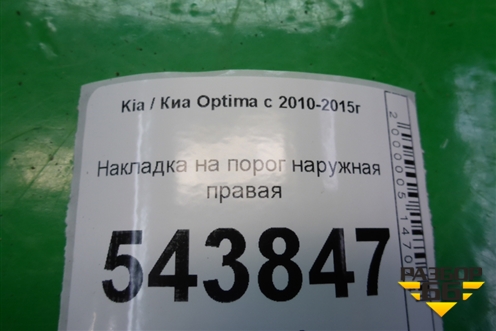 Kia / Киа Optima с 2010-2015г
Накладка на порог наружная
правая
543847